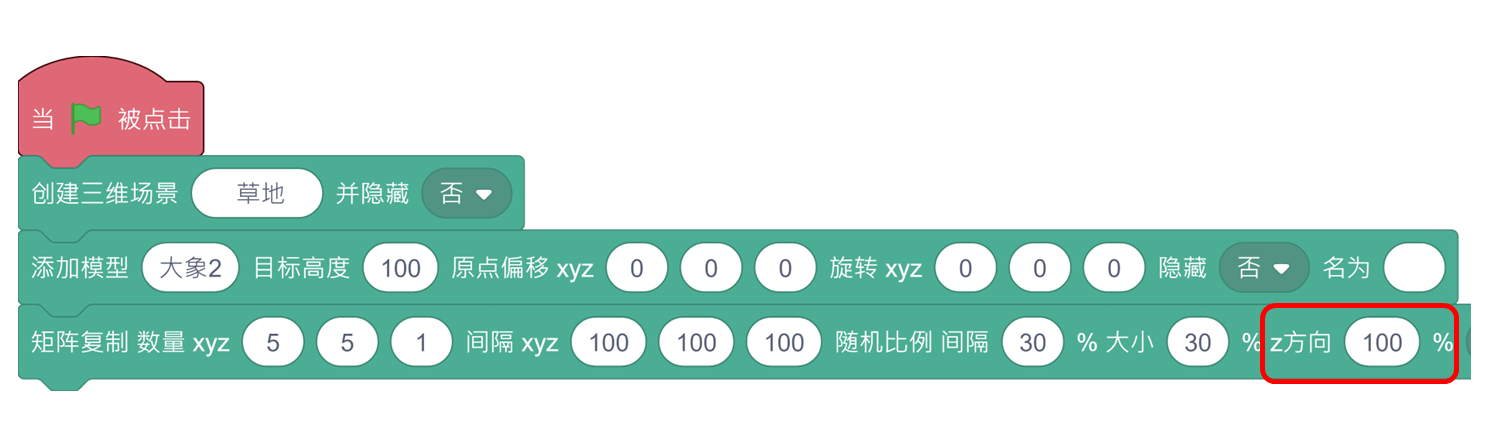 当 被点击
创建三维场景 草地 并隐藏 否
添加模型 大象2 目标高度 100 原点偏移 xyz 0 0 0 旋转 xyz 0 0 0 隐藏 否 名为
矩阵复制 数量 xyz 5 5 1 间隔 xyz 100 100 100 随机比例 间隔 30 % 大小 30 % z方向 100 %